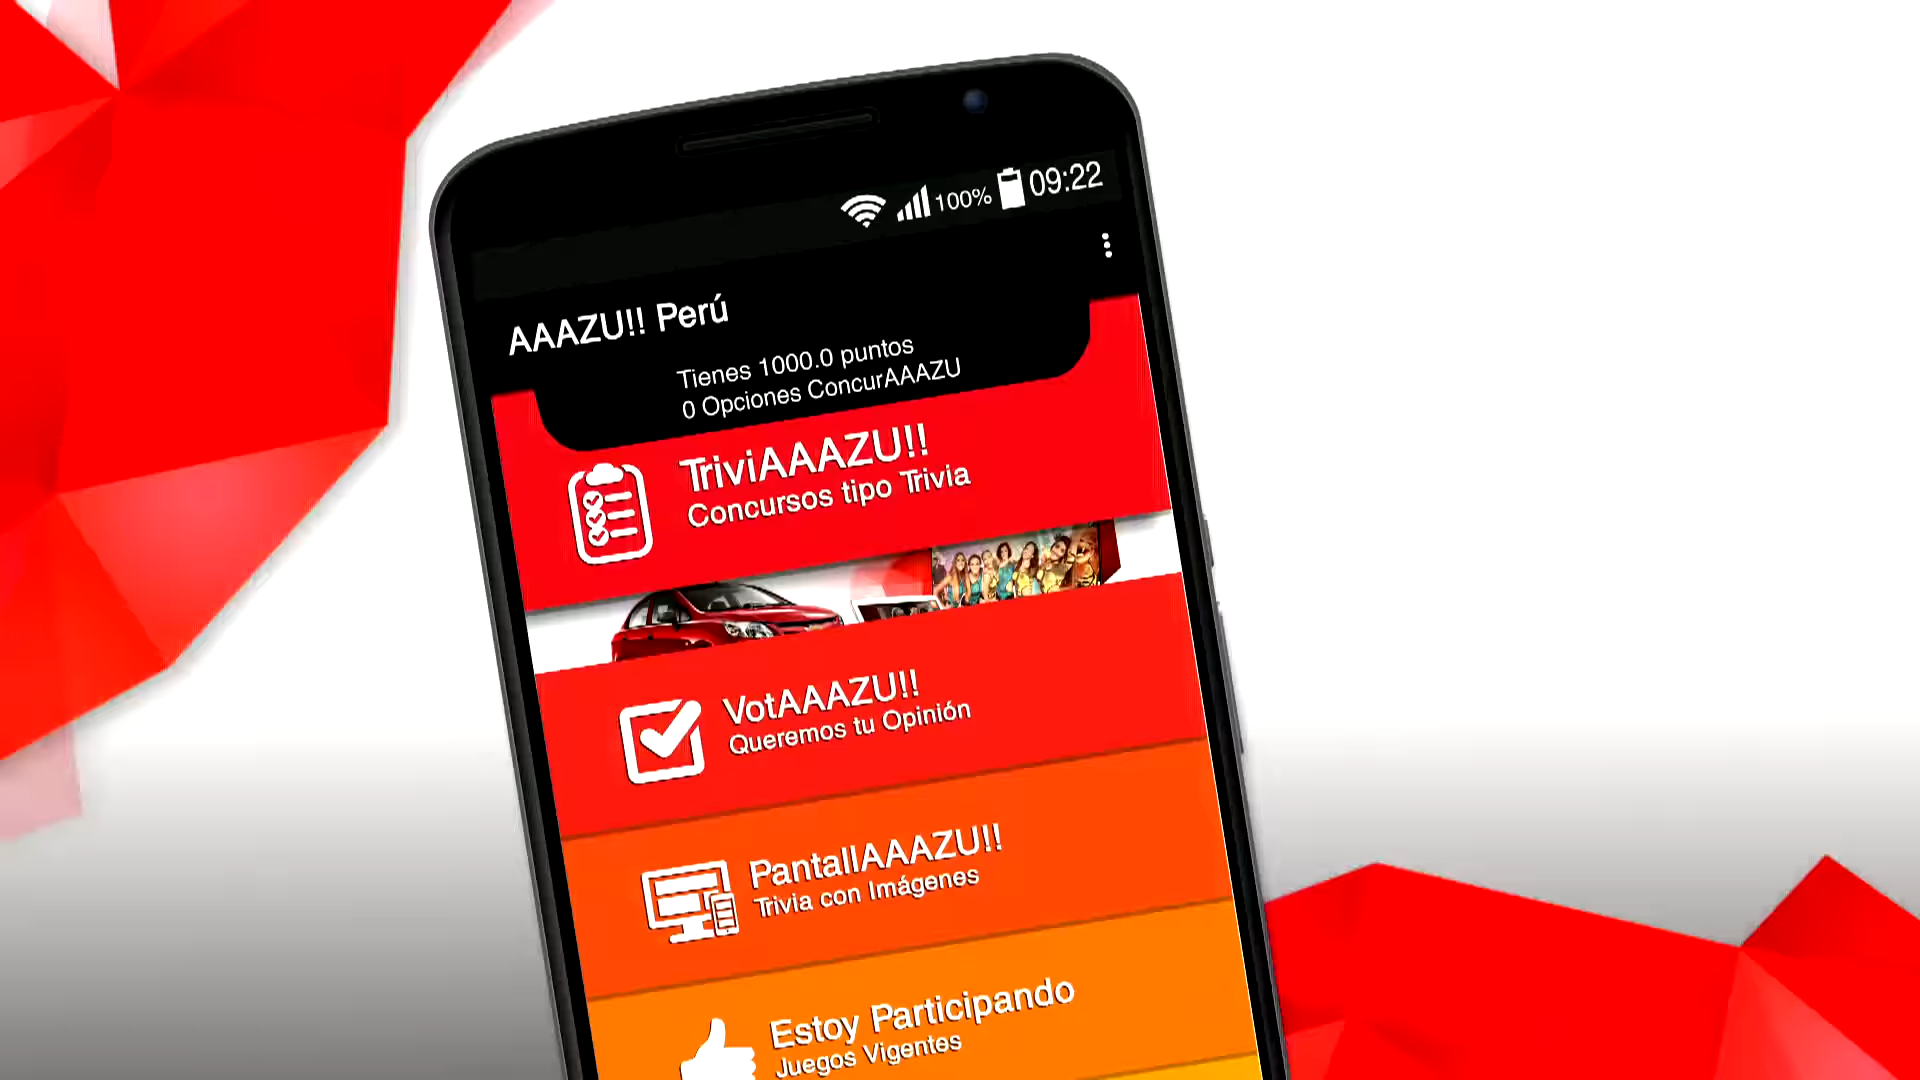 100% 09:22
AAAZU!! Perú
Tienes 1000.0 puntos
0 Opciones ConcurAAAZU
TriviAAAZU!!
Concursos tipo Trivia
VotAAAZU!!
Queremos tu Opinión
PantallAAAZU!!
Trivia con Imágenes
Estoy Participando
Juegos Vigentes